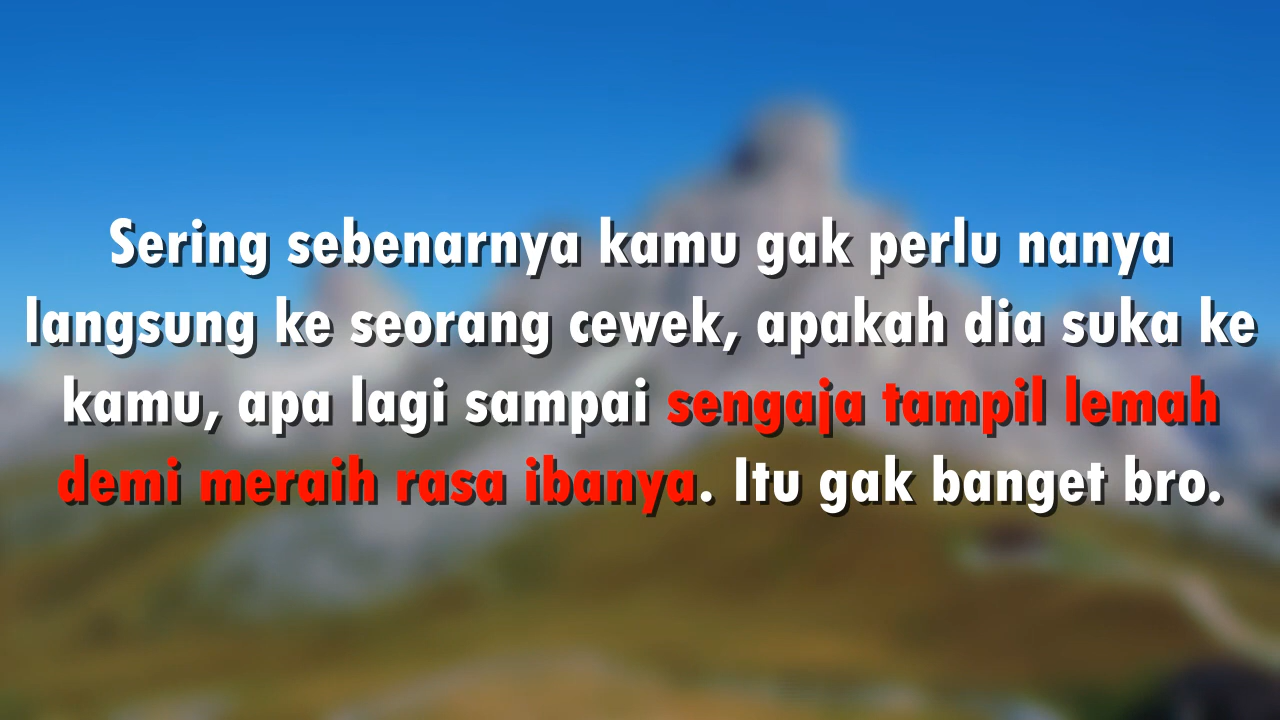 Sering sebenarnya kamu gak perlu nanya
langsung ke seorang cewek, apakah dia suka ke
kamu, apa lagi sampai sengaja tampil lemah
demi meraih rasa ibanya. Itu gak banget bro.